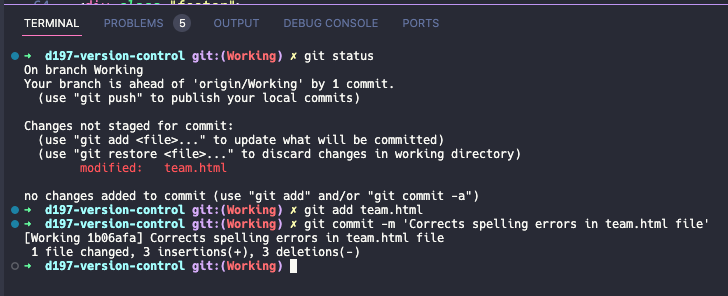 TERMINAL PROBLEMS 5 OUTPUT DEBUG CONSOLE PORTS
➜ d197-version-control git:(Working) ✗ git status
On branch Working
Your branch is ahead of 'origin/Working' by 1 commit.
(use "git push" to publish your local commits)
Changes not staged for commit:
(use "git add <file>..." to update what will be committed)
(use "git restore <file>..." to discard changes in working directory)
modified: team.html
no changes added to commit (use "git add" and/or "git commit -a")
➜ d197-version-control git:(Working) ✗ git add team.html
➜ d197-version-control git:(Working) ✗ git commit -m 'Corrects spelling errors in team.html file'
[Working 1b06afa] Corrects spelling errors in team.html file
1 file changed, 3 insertions(+), 3 deletions(-)
➜ d197-version-control git:(Working)